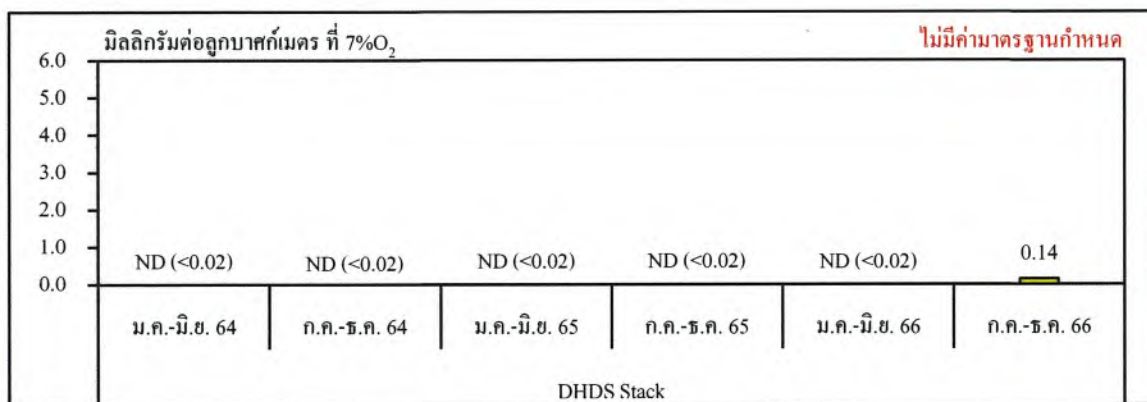 มิลลิกรัมต่อลูกบาศก์เมตร ที่ 7%O₂
ไม่มีค่ามาตรฐานกำหนด
6.0
5.0
4.0
3.0
2.0
1.0
0.0
ND (<0.02)
ND (<0.02)
ND (<0.02)
ND (<0.02)
ND (<0.02)
0.14
ม.ค.-มิ.ย. 64
ก.ค.-ธ.ค. 64
ม.ค.-มิ.ย. 65
ก.ค.-ธ.ค. 65
ม.ค.-มิ.ย. 66
ก.ค.-ธ.ค. 66
DHDS Stack